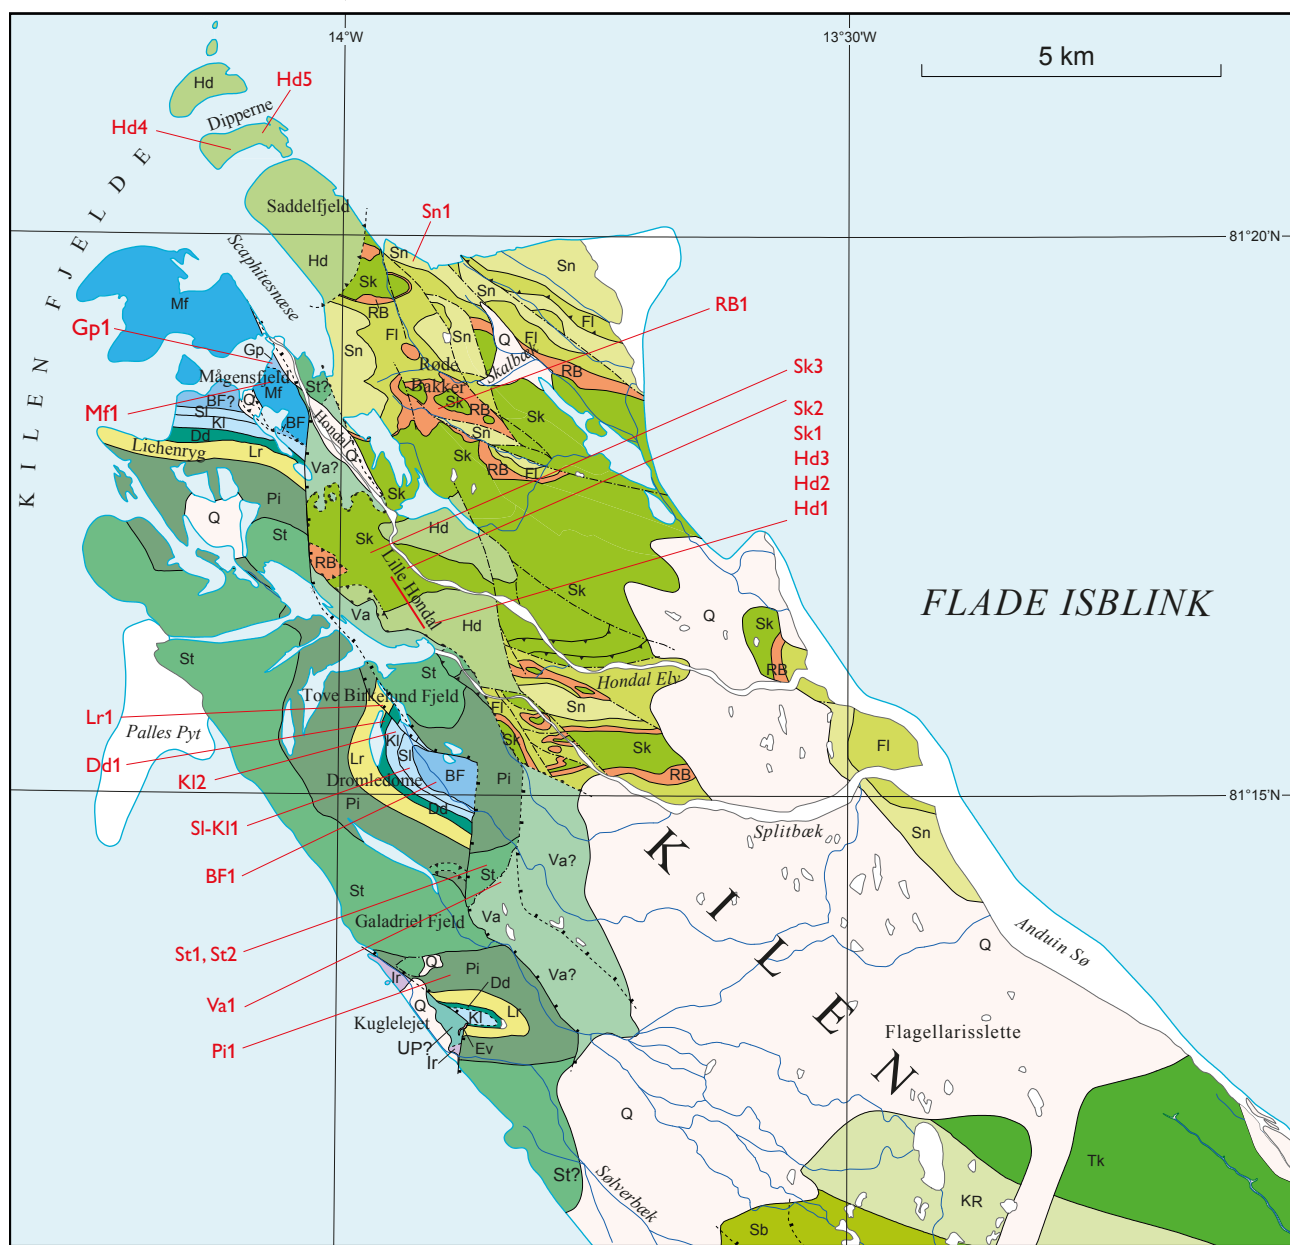 14°W
13°30'W
5 km
Hd
Hd5
Dipperne
Hd4
KILEN FJELDE
Saddelfjeld
Sn1
81°20'N
Scaphitesnæse
Hd
Sn
Sn
Sk
Mf
Sn
RB
RB1
Gp1
Fl
Sn
Q
Fl
Fl
Gp
Sn
Skalbæk
Sk3
Mågensfjeld
St?
Røde
Bakker
RB
Mf
Mf1
BF?
Q
Sk
RB
Sk
Sk2
Sl
Kl
BF
Hondal
Sk1
Dd
Sn
Lichenryg
Lr
Q
Sk
Hd3
Va?
RB
Fl
Hd2
Pi
Sk
Hd1
Q
St
Sk
Hd
RB
Lille Hondal
Sk
FLADE ISBLINK
Va
Hd
Q
Sk
St
RB
St
Hondal Elv
Tove Birkelund Fjeld
Lr1
Fl
Sn
Palles Pyt
Kl/
Sl
Sk
Sk
Fl
Dd1
Lr
BF
Pi
RB
Kl2
Dromledome
Pi
Dd
81°15'N
Sl-Kl1
Splitbæk
Sn
BF1
Va?
KILEN
St
St
Galadriel Fjeld
Va
Anduin Sø
St1, St2
Q
Q
Pi
Va?
Ir
Dd
Va1
Q
Kl
Lr
Kuglelejet
Flagellarisslette
Pi1
UP?
Ev
Ir
Q
Tk
St?
Sølverbæk
KR
Sb